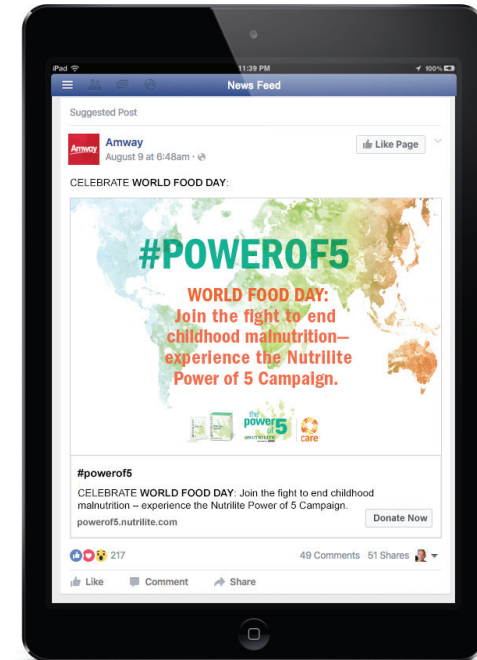 iPad 11:39 PM 100%
News Feed
Suggested Post
Amway
Amway
August 9 at 6:48am
Like Page
CELEBRATE WORLD FOOD DAY:
#POWEROF5
WORLD FOOD DAY:
Join the fight to end
childhood malnutrition—
experience the Nutrilite
Power of 5 Campaign.
the
power
of 5
NUTRILITE
care
#powerof5
CELEBRATE WORLD FOOD DAY: Join the fight to end childhood
malnutrition – experience the Nutrilite Power of 5 Campaign.
powerof5.nutrilite.com
Donate Now
217
49 Comments 51 Shares
Like Comment Share